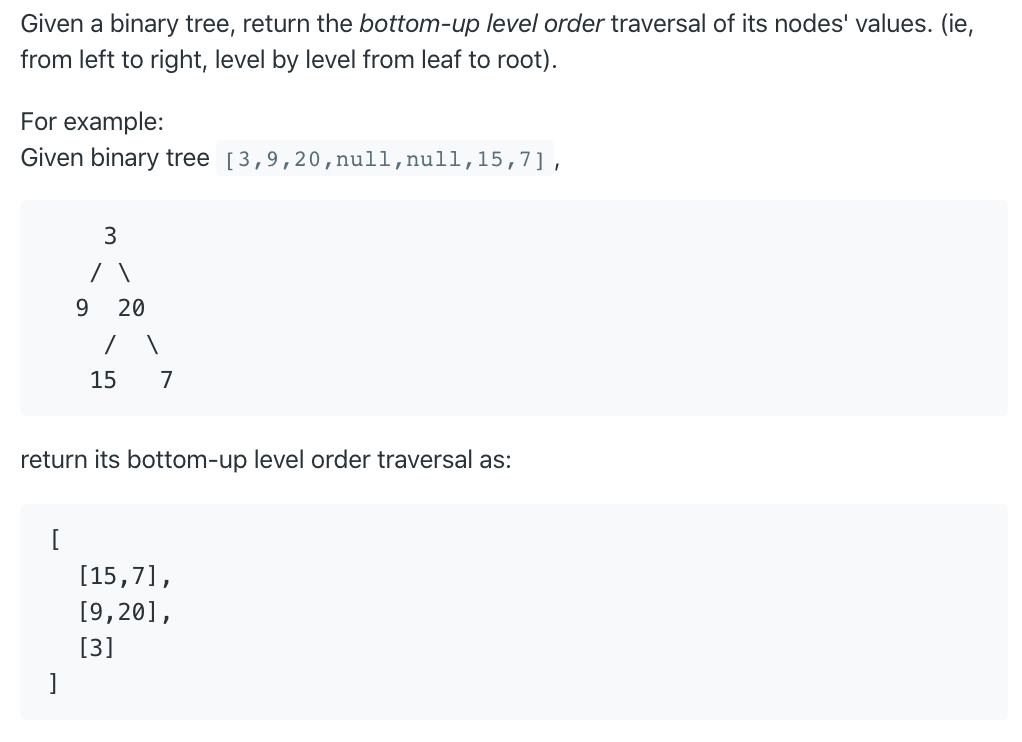 Given a binary tree, return the bottom-up level order traversal of its nodes' values. (ie,
from left to right, level by level from leaf to root).
For example:
Given binary tree [3,9,20,null,null,15,7],
    3
   / \
  9  20
    /  \
   15   7
return its bottom-up level order traversal as:
[
  [15,7],
  [9,20],
  [3]
]